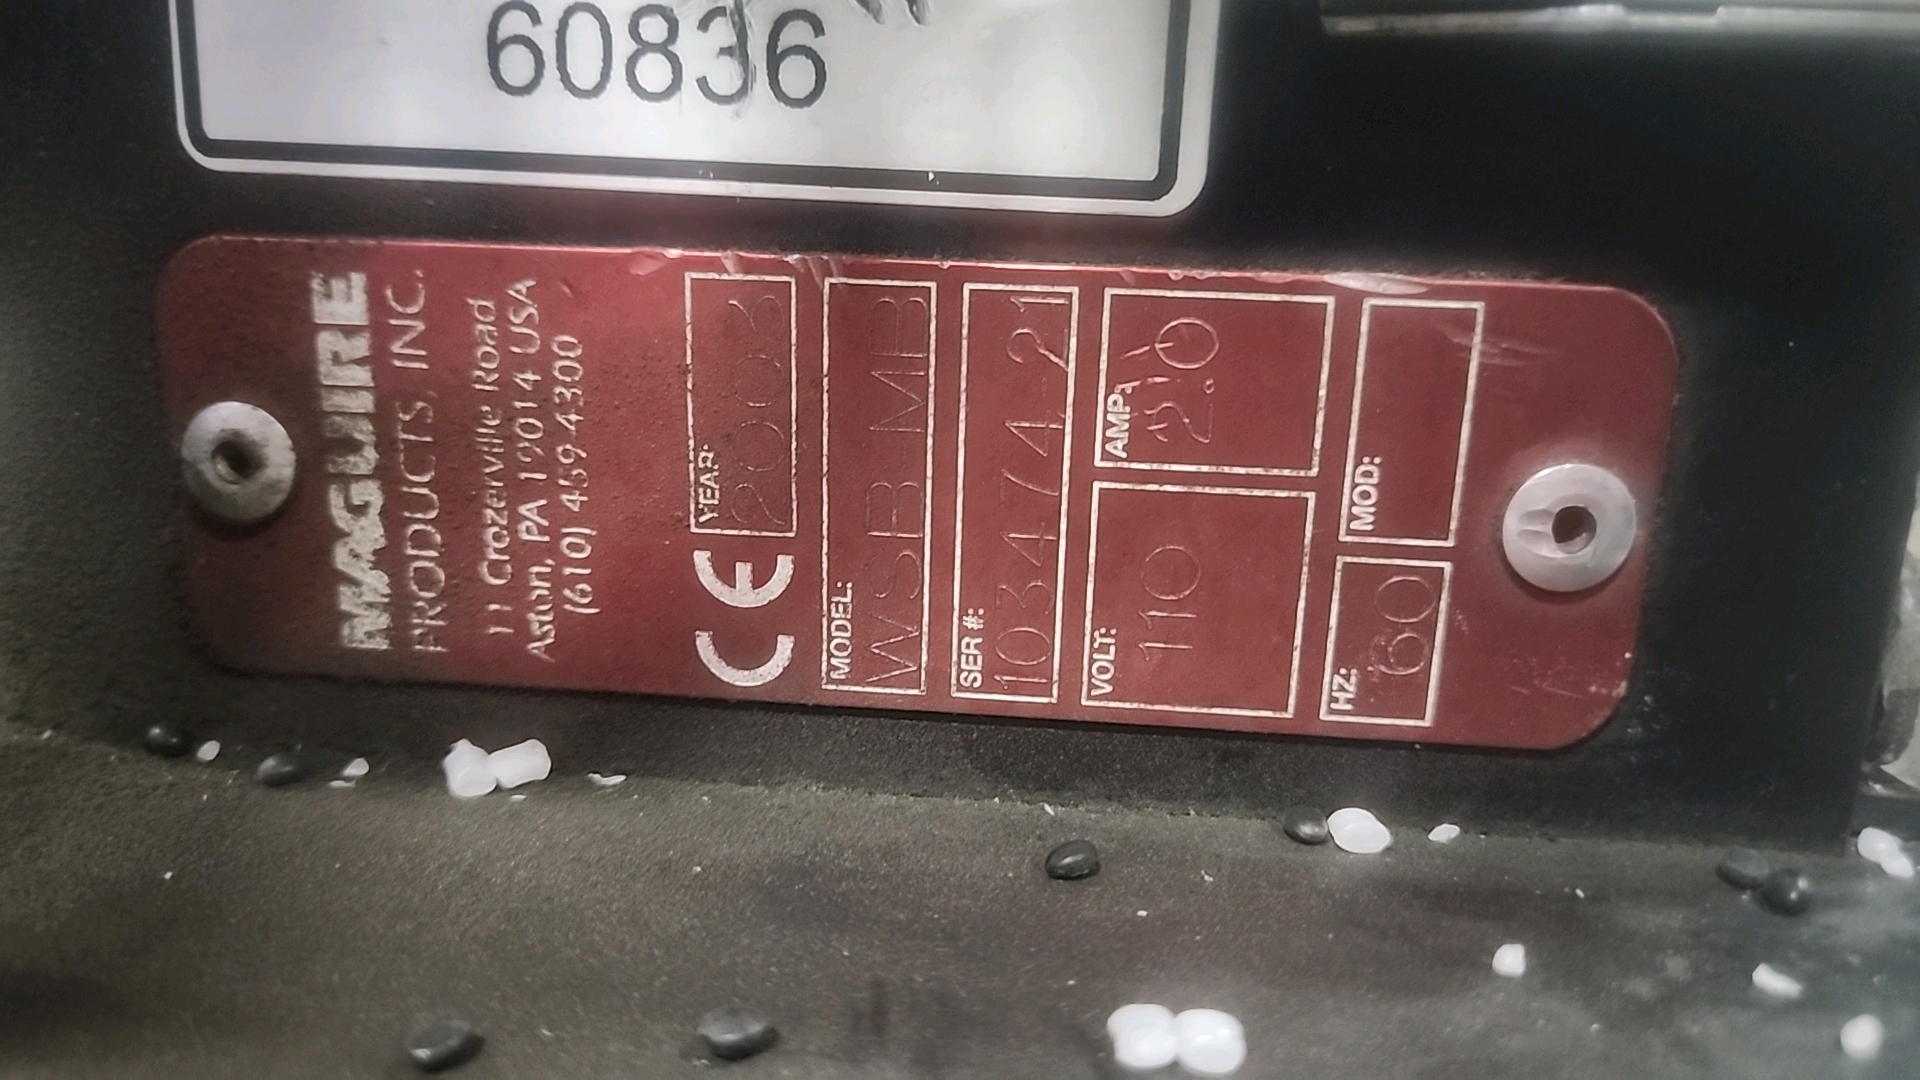 60836
MAGUIRE
PRODUCTS, INC.
11 Crozerville Road
Aston, PA 19014 USA
(610) 459-4300
CE
YEAR: 2003
MODEL: WSB-MB
SER #: 103474-21
VOLT: 110
AMP: 2.0
HZ: 60
MOD: